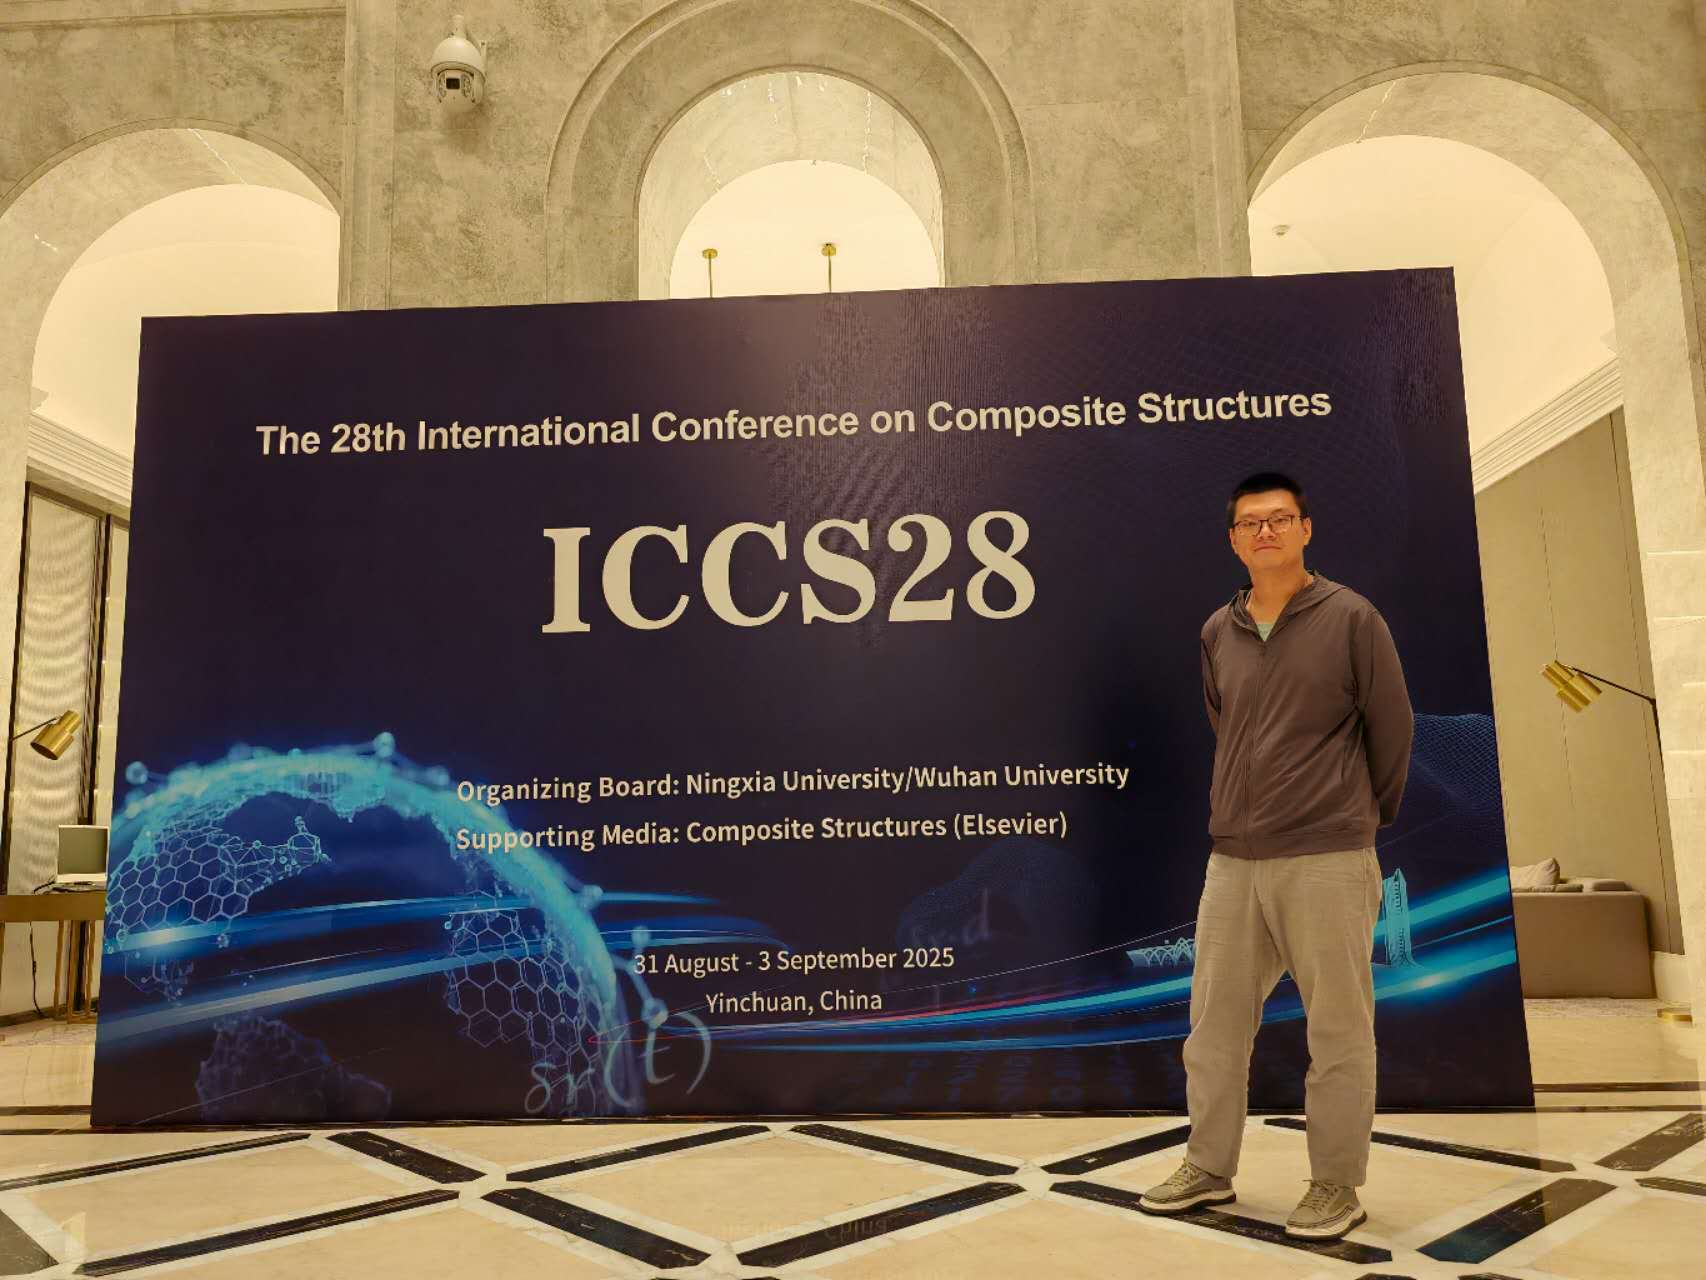 The 28th International Conference on Composite Structures
ICCS28
Organizing Board: Ningxia University/Wuhan University
Supporting Media: Composite Structures (Elsevier)
31 August - 3 September 2025
Yinchuan, China